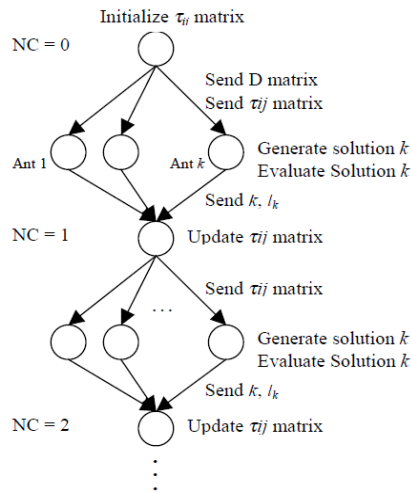 Initialize τij matrix
NC = 0
Send D matrix
Send τij matrix
Ant 1
Ant k
Generate solution k
Evaluate Solution k
Send k, lk
NC = 1
Update τij matrix
Send τij matrix
...
Generate solution k
Evaluate Solution k
Send k, lk
NC = 2
Update τij matrix